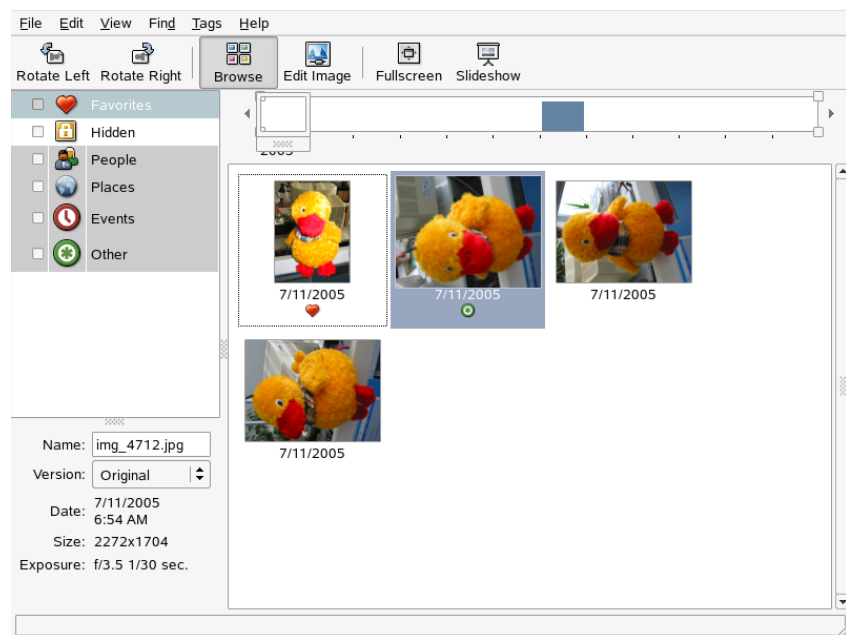 File Edit View Find Tags Help
Rotate Left Rotate Right Browse Edit Image Fullscreen Slideshow
Favorites
Hidden
People
Places
Events
Other
2005
7/11/2005
7/11/2005
7/11/2005
7/11/2005
Name: img_4712.jpg
Version: Original
Date: 7/11/2005
6:54 AM
Size: 2272x1704
Exposure: f/3.5 1/30 sec.